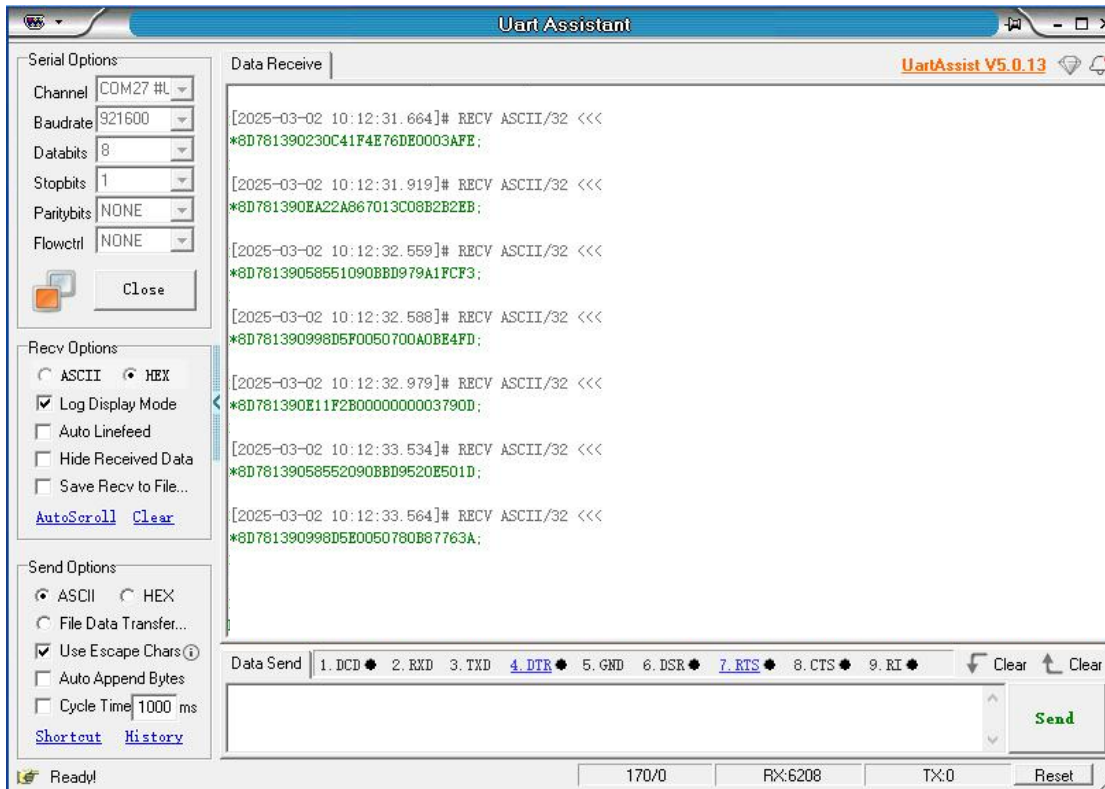 Uart Assistant
Serial Options
Channel COM27 #U
Baudrate 921600
Databits 8
Stopbits 1
Paritybits NONE
Flowctrl NONE
Close
Recv Options
ASCII HEX
Log Display Mode
Auto Linefeed
Hide Received Data
Save Recv to File...
AutoScroll Clear
Send Options
ASCII HEX
File Data Transfer...
Use Escape Chars
Auto Append Bytes
Cycle Time 1000 ms
Shortcut History
Data Receive UartAssist V5.0.13
[2025-03-02 10:12:31.664]# RECV ASCII/32 <<<
*8D781390230C41F4E76DE0003AFE;
[2025-03-02 10:12:31.919]# RECV ASCII/32 <<<
*8D781390EA22A867013C08B2B2EB;
[2025-03-02 10:12:32.559]# RECV ASCII/32 <<<
*8D78139058551090BBD979A1FCF3;
[2025-03-02 10:12:32.588]# RECV ASCII/32 <<<
*8D781390998D5F0050700A0BE4FD;
[2025-03-02 10:12:32.979]# RECV ASCII/32 <<<
*8D781390E11F2B0000000003790D;
[2025-03-02 10:12:33.534]# RECV ASCII/32 <<<
*8D78139058552090BBD9520E501D;
[2025-03-02 10:12:33.564]# RECV ASCII/32 <<<
*8D781390998D5E0050780B87763A;
Data Send 1. DCD 2. RXD 3. TXD 4. DTR 5. GND 6. DSR 7. RTS 8. CTS 9. RI Clear Clear
Send
Ready! 170/0 RX:6208 TX:0 Reset